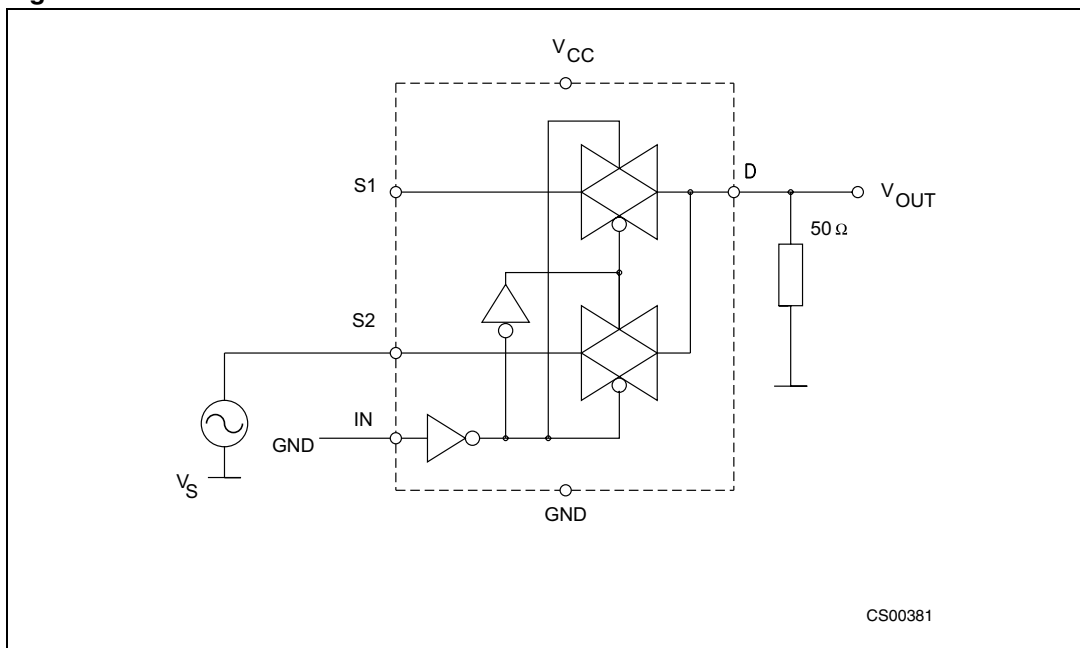 V_CC
S1
D
V_OUT
50 Ω
S2
IN
GND
V_S
GND
CS00381